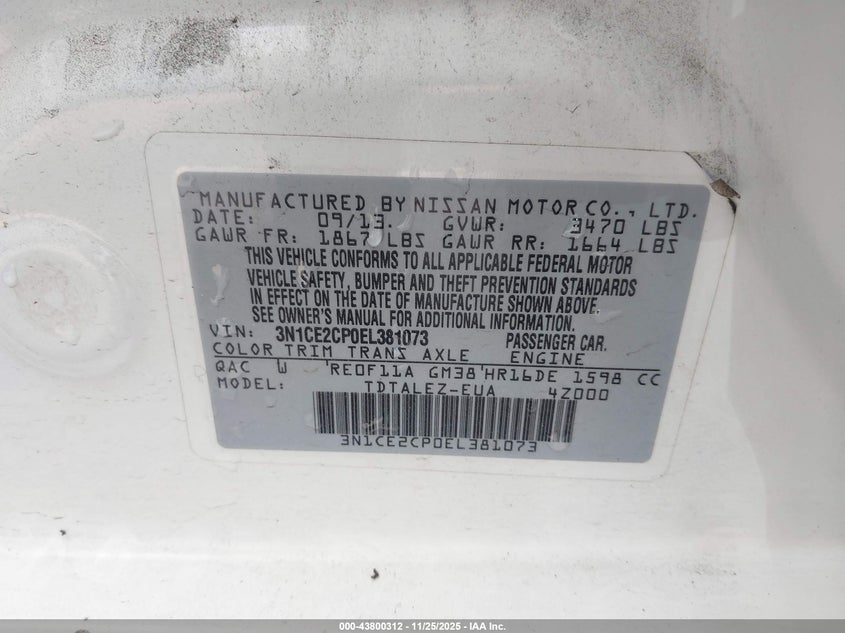 MANUFACTURED BY NISSAN MOTOR CO., LTD.
DATE: 09/13 GVWR: 3470 LBS
GAWR FR: 1867 LBS GAWR RR: 1664 LBS
THIS VEHICLE CONFORMS TO ALL APPLICABLE FEDERAL MOTOR
VEHICLE SAFETY, BUMPER AND THEFT PREVENTION STANDARDS
IN EFFECT ON THE DATE OF MANUFACTURE SHOWN ABOVE.
SEE OWNER'S MANUAL FOR ADDITIONAL INFORMATION.
VIN: 3N1CE2CP0EL381073 PASSENGER CAR.
COLOR TRIM TRANS AXLE ENGINE
QAC W RE0F11A GM38 HR16DE 1598 CC
MODEL: TDTALEZ-EUA 4Z000
3N1CE2CP0EL381073
000-43800312 - 11/25/2025 - IAA Inc.